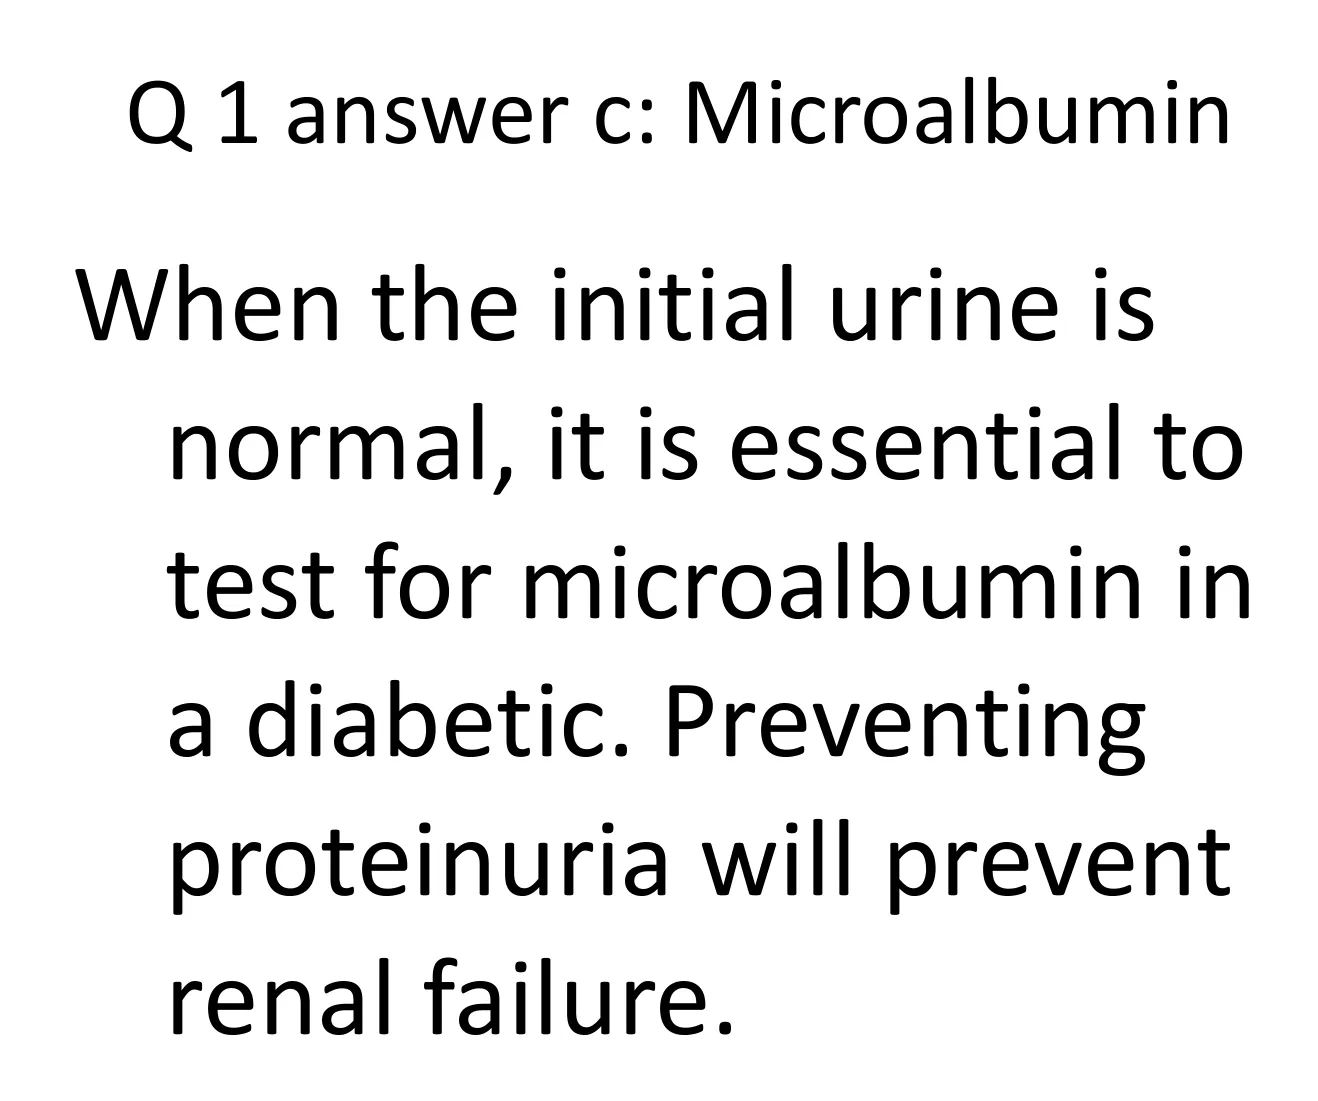 Q 1 answer c: Microalbumin
When the initial urine is
normal, it is essential to
test for microalbumin in
a diabetic. Preventing
proteinuria will prevent
renal failure.